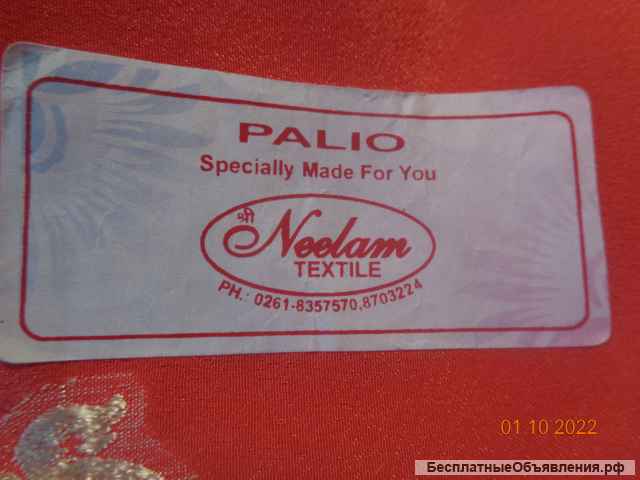 PALIO
Specially Made For You
श्री Neelam
TEXTILE
PH.: 0261-8357570,8703224
01 10 2022
БесплатныеОбъявления.рф